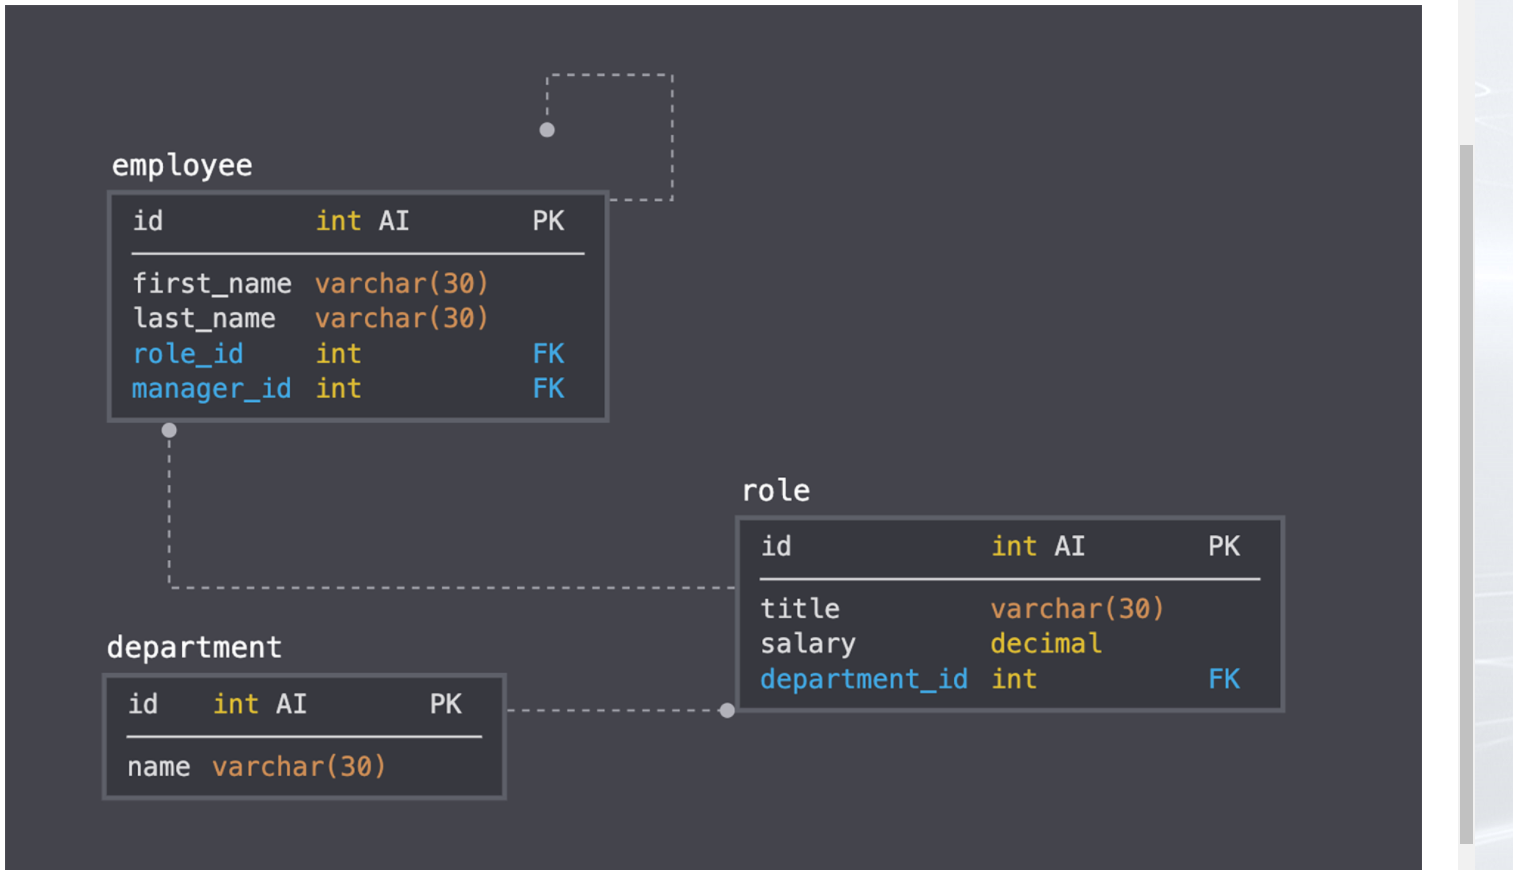 employee
id int AI PK
first_name varchar(30)
last_name varchar(30)
role_id int FK
manager_id int FK
role
id int AI PK
title varchar(30)
salary decimal
department_id int FK
department
id int AI PK
name varchar(30)